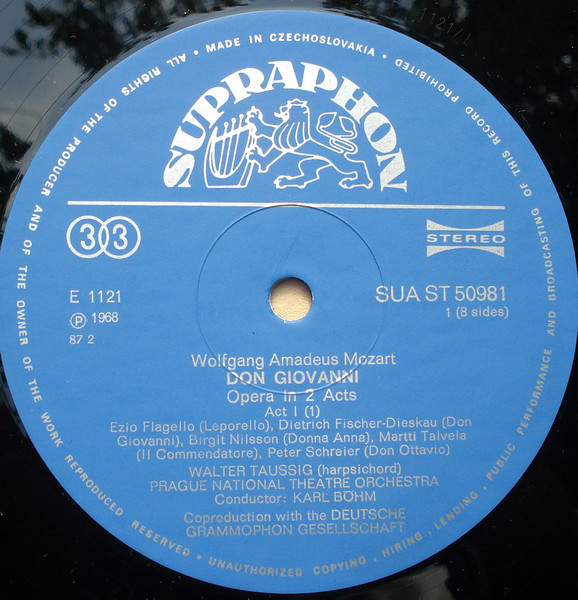 ALL RIGHTS OF THE PRODUCER AND OF THE OWNER OF THE WORK REPRODUCED RESERVED • UNAUTHORIZED COPYING, HIRING, LENDING, PUBLIC PERFORMANCE AND BROADCASTING OF THIS RECORD PROHIBITED
• MADE IN CZECHOSLOVAKIA •
SUPRAPHON
33
STEREO
E 1121
SUA ST 50981
Ⓟ 1968
1 (8 sides)
87 2
Wolfgang Amadeus Mozart
DON GIOVANNI
Opera in 2 Acts
Act I (1)
Ezio Flagello (Leporello), Dietrich Fischer-Dieskau (Don
Giovanni), Birgit Nilsson (Donna Anna), Martti Talvela
(Il Commendatore), Peter Schreier (Don Ottavio)
WALTER TAUSSIG (harpsichord)
PRAGUE NATIONAL THEATRE ORCHESTRA
Conductor: KARL BÖHM
Coproduction with the DEUTSCHE
GRAMMOPHON GESELLSCHAFT